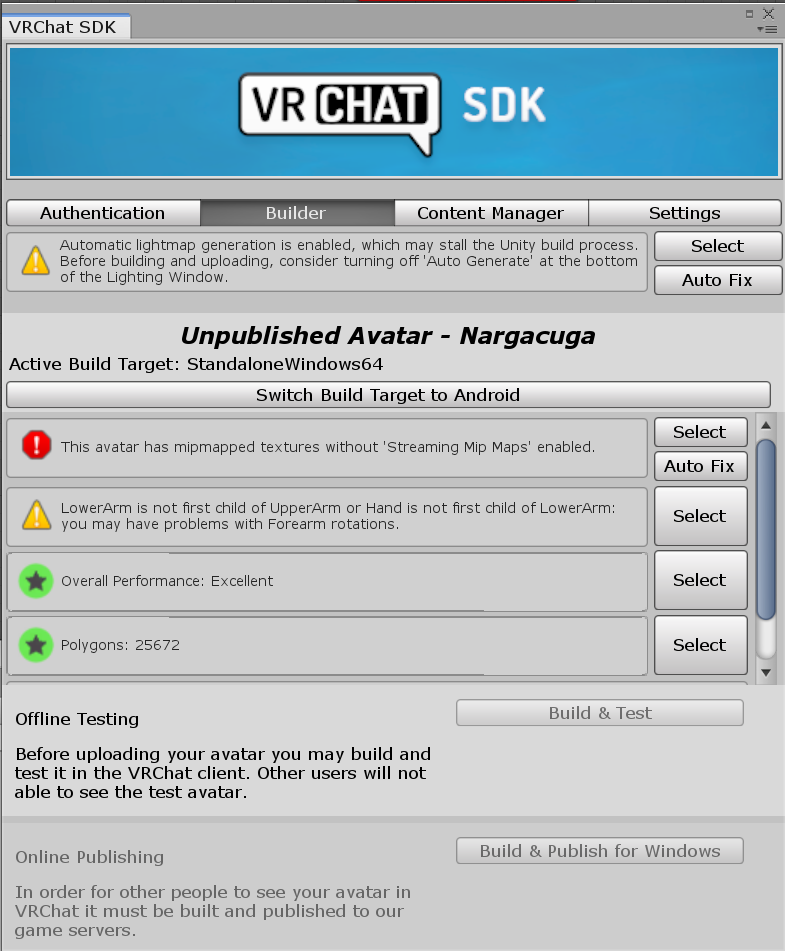 VRChat SDK
VRCHAT SDK
Authentication Builder Content Manager Settings
Automatic lightmap generation is enabled, which may stall the Unity build process.
Before building and uploading, consider turning off 'Auto Generate' at the bottom
of the Lighting Window.
Select
Auto Fix
Unpublished Avatar - Nargacuga
Active Build Target: StandaloneWindows64
Switch Build Target to Android
This avatar has mipmapped textures without 'Streaming Mip Maps' enabled.
Select
Auto Fix
LowerArm is not first child of UpperArm or Hand is not first child of LowerArm:
you may have problems with Forearm rotations.
Select
Overall Performance: Excellent
Select
Polygons: 25672
Select
Offline Testing
Build & Test
Before uploading your avatar you may build and
test it in the VRChat client. Other users will not
able to see the test avatar.
Online Publishing
Build & Publish for Windows
In order for other people to see your avatar in
VRChat it must be built and published to our
game servers.